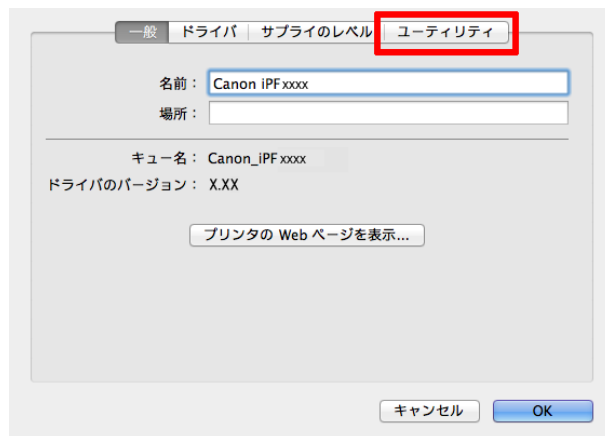 一般 ドライバ サプライのレベル ユーティリティ
名前： Canon iPFxxxx
場所：
キュー名： Canon_iPFxxxx
ドライバのバージョン： X.XX
プリンタの Web ページを表示...
キャンセル OK